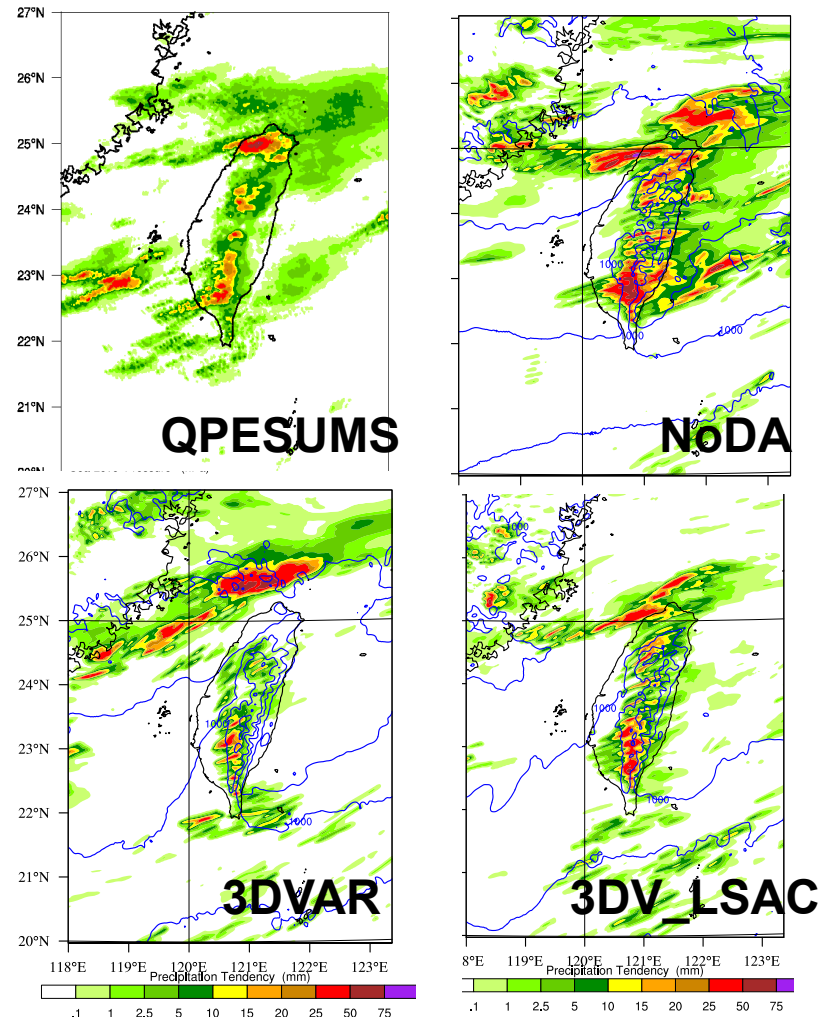 27°N
26°N
25°N
24°N
23°N
22°N
21°N
QPESUMS
1000
1000
1000
NoDA
27°N
26°N
25°N
24°N
23°N
22°N
21°N
20°N
1000
1000
3DVAR
118°E 119°E 120°E 121°E 122°E 123°E
Precipitation Tendency (mm)
.1 1 2.5 5 10 15 20 25 50 75
1000
1000
1000
3DV_LSAC
8°E 119°E 120°E 121°E 122°E 123°E
Precipitation Tendency (mm)
.1 1 2.5 5 10 15 20 25 50 75